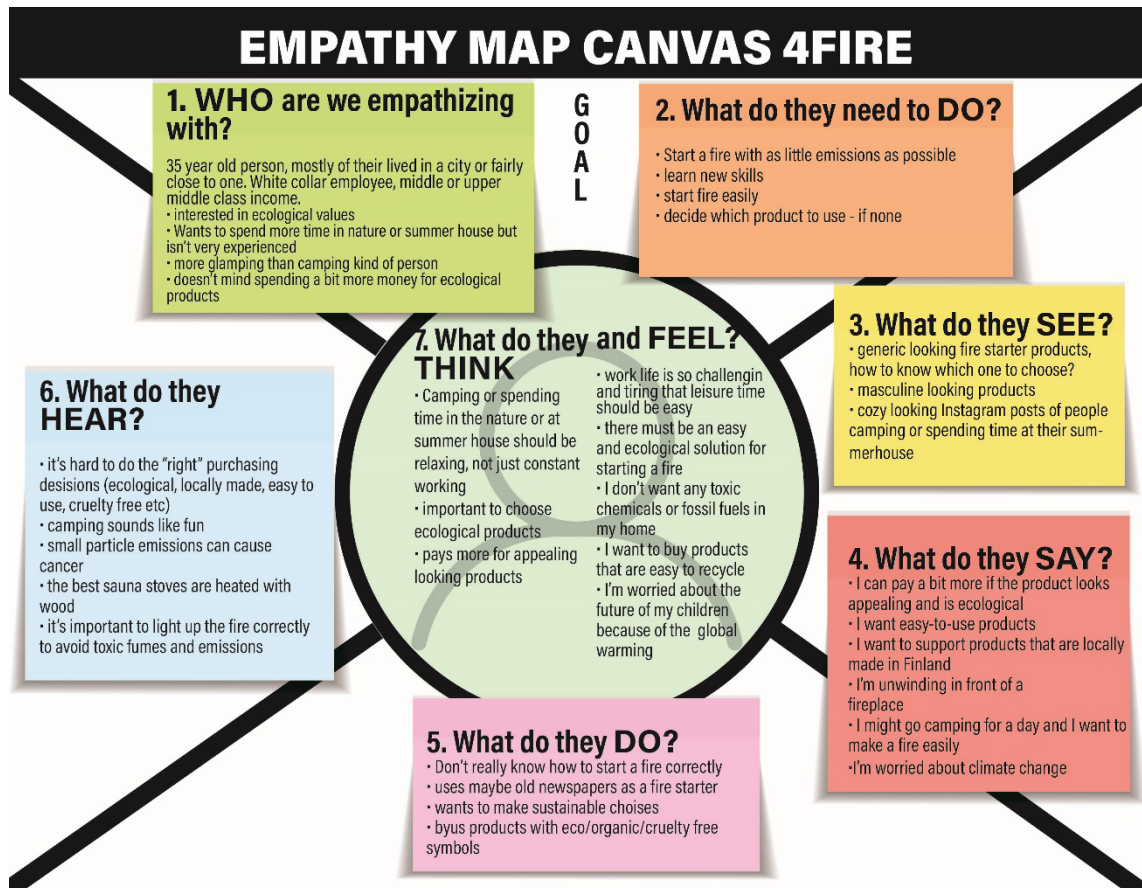 EMPATHY MAP CANVAS 4FIRE
1. WHO are we empathizing
with?
35 year old person, mostly of their lived in a city or fairly
close to one. White collar employee, middle or upper
middle class income.
• interested in ecological values
• Wants to spend more time in nature or summer house but
isn't very experienced
• more glamping than camping kind of person
• doesn't mind spending a bit more money for ecological
products
GOAL
2. What do they need to DO?
• Start a fire with as little emissions as possible
• learn new skills
• start fire easily
• decide which product to use - if none
3. What do they SEE?
• generic looking fire starter products,
how to know which one to choose?
• masculine looking products
• cozy looking Instagram posts of people
camping or spending time at their sum-
merhouse
4. What do they SAY?
• I can pay a bit more if the product looks
appealing and is ecological
• I want easy-to-use products
• I want to support products that are locally
made in Finland
• I'm unwinding in front of a
fireplace
• I might go camping for a day and I want to
make a fire easily
•I'm worried about climate change
5. What do they DO?
• Don't really know how to start a fire correctly
• uses maybe old newspapers as a fire starter
• wants to make sustainable choises
• byus products with eco/organic/cruelty free
symbols
6. What do they
HEAR?
• it's hard to do the "right" purchasing
desisions (ecological, locally made, easy to
use, cruelty free etc)
• camping sounds like fun
• small particle emissions can cause
cancer
• the best sauna stoves are heated with
wood
• it's important to light up the fire correctly
to avoid toxic fumes and emissions
7. What do they and FEEL?
THINK
• Camping or spending
time in the nature or at
summer house should be
relaxing, not just constant
working
• important to choose
ecological products
• pays more for appealing
looking products
• work life is so challengin
and tiring that leisure time
should be easy
• there must be an easy
and ecological solution for
starting a fire
• I don't want any toxic
chemicals or fossil fuels in
my home
• I want to buy products
that are easy to recycle
• I'm worried about the
future of my children
because of the global
warming